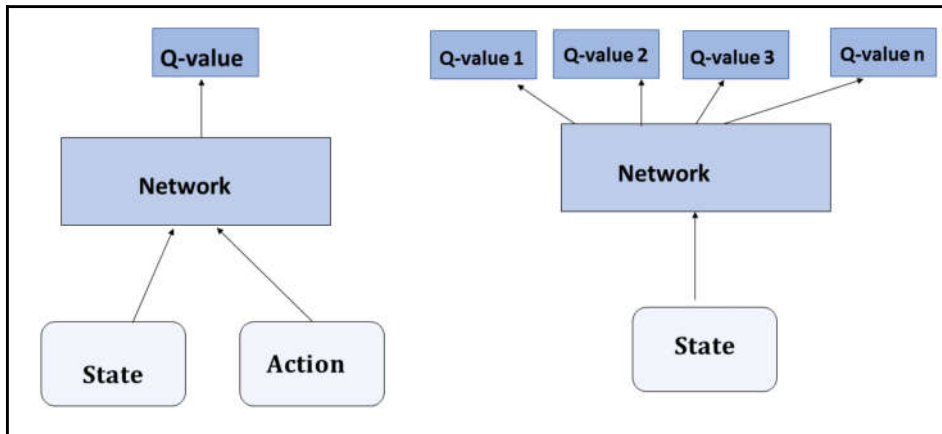 Q-value
Network
State
Action
Q-value 1
Q-value 2
Q-value 3
Q-value n
Network
State